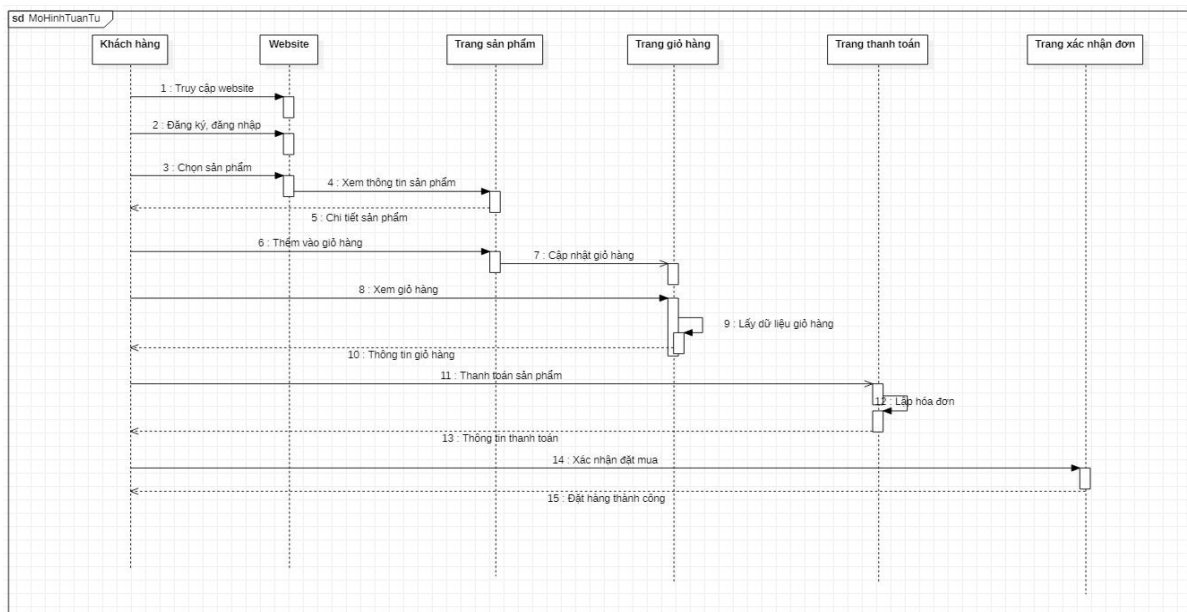 sd MoHinhTuanTu
Khách hàng
Website
Trang sản phẩm
Trang giỏ hàng
Trang thanh toán
Trang xác nhận đơn
1 : Truy cập website
2 : Đăng ký, đăng nhập
3 : Chọn sản phẩm
4 : Xem thông tin sản phẩm
5 : Chi tiết sản phẩm
6 : Thêm vào giỏ hàng
7 : Cập nhật giỏ hàng
8 : Xem giỏ hàng
9 : Lấy dữ liệu giỏ hàng
10 : Thông tin giỏ hàng
11 : Thanh toán sản phẩm
12 : Lập hóa đơn
13 : Thông tin thanh toán
14 : Xác nhận đặt mua
15 : Đặt hàng thành công